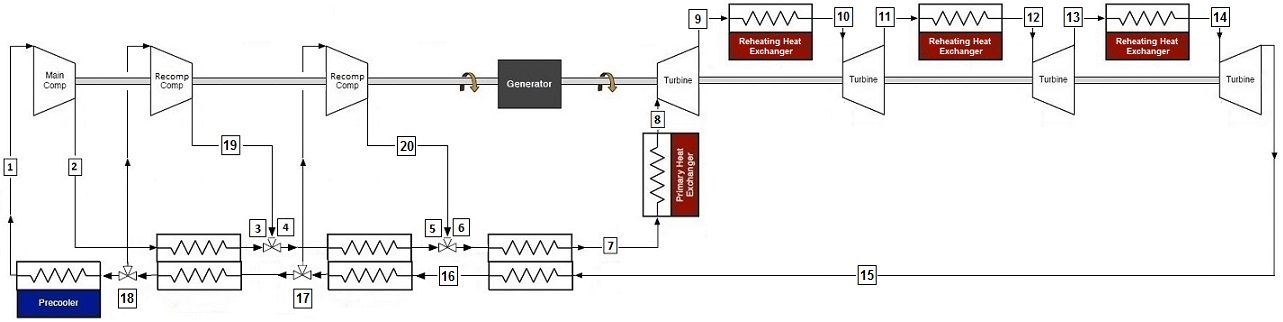 9
10
11
12
13
14
Reheating Heat
Exchanger
Reheating Heat
Exchanger
Reheating Heat
Exchanger
Main
Comp
Recomp
Comp
Recomp
Comp
Generator
Turbine
Turbine
Turbine
Turbine
8
19
20
1
2
Primary Heat
Exchanger
3
4
5
6
7
16
15
18
17
Precooler